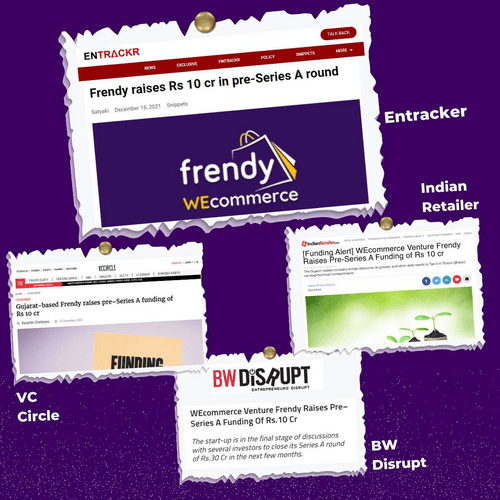 ENTRACKR
TALK BACK
NEWS EXCLUSIVE FINTRACKR POLICY SNIPPETS MORE
Frendy raises Rs 10 cr in pre-Series A round
Satyaki December 16, 2021 Snippets
frendy
WEcommerce
Entracker
Indian
Retailer
IndianRetailer
[Funding Alert] WEcommerce Venture Frendy
Raises Pre-Series A Funding of Rs 10 Cr
VCCIRCLE
Gujarat-based Frendy raises pre-Series A funding of
Rs 10 cr
FUNDING
VC
Circle
BW DISRUPT
ENTREPRENEURS' DISRUPT
WEcommerce Venture Frendy Raises Pre-
Series A Funding Of Rs.10 Cr
The start-up is in the final stage of discussions
with several investors to close its Series A round
of Rs.30 Cr in the next few months.
BW
Disrupt